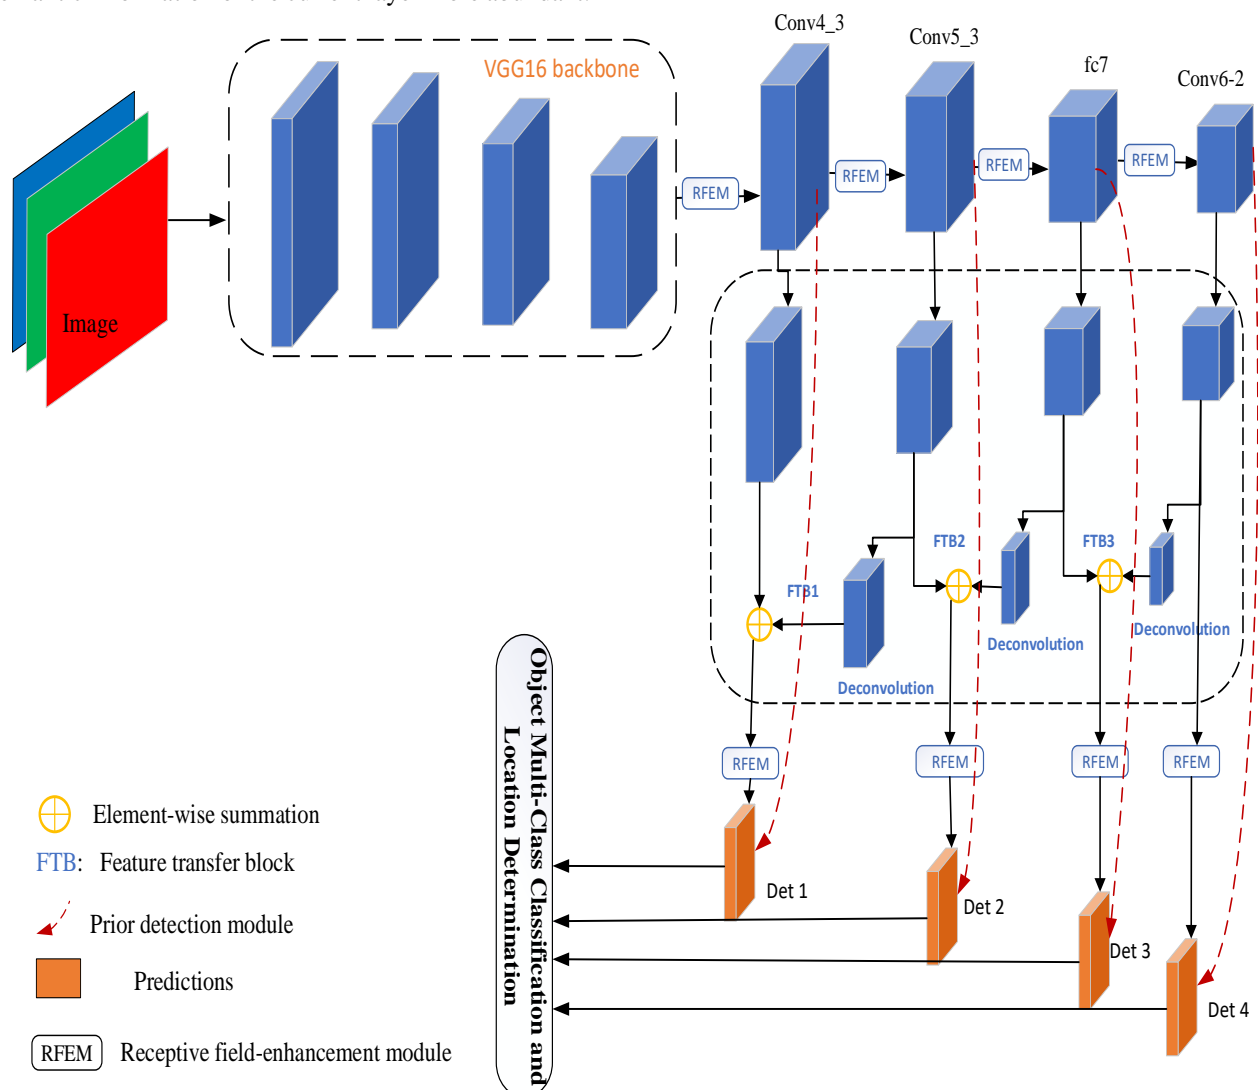 Conv4_3
Conv5_3
fc7
Conv6-2
VGG16 backbone
RFEM
RFEM
RFEM
RFEM
Image
FTB1
FTB2
FTB3
Deconvolution
Deconvolution
Deconvolution
RFEM
RFEM
RFEM
RFEM
Object Multi-Class Classification and
Location Determination
Det 1
Det 2
Det 3
Det 4
Element-wise summation
FTB: Feature transfer block
Prior detection module
Predictions
RFEM Receptive field-enhancement module